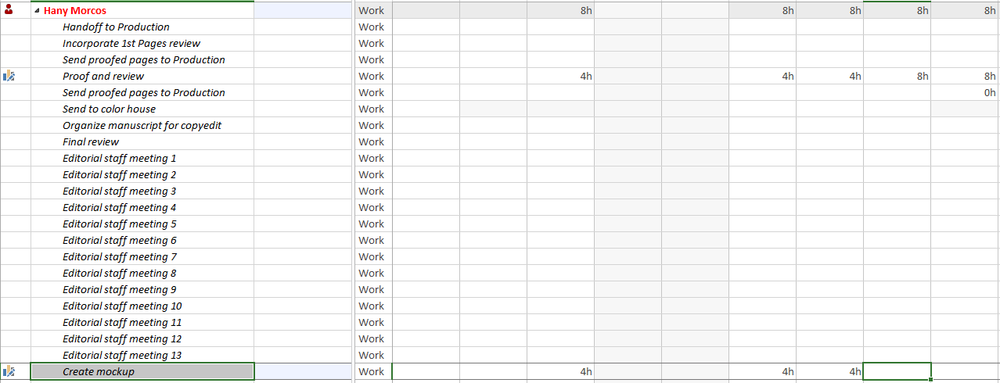 Hany Morcos Work 8h 8h 8h 8h 8h
Handoff to Production Work
Incorporate 1st Pages review Work
Send proofed pages to Production Work
Proof and review Work 4h 4h 4h 8h 8h
Send proofed pages to Production Work 0h
Send to color house Work
Organize manuscript for copyedit Work
Final review Work
Editorial staff meeting 1 Work
Editorial staff meeting 2 Work
Editorial staff meeting 3 Work
Editorial staff meeting 4 Work
Editorial staff meeting 5 Work
Editorial staff meeting 6 Work
Editorial staff meeting 7 Work
Editorial staff meeting 8 Work
Editorial staff meeting 9 Work
Editorial staff meeting 10 Work
Editorial staff meeting 11 Work
Editorial staff meeting 12 Work
Editorial staff meeting 13 Work
Create mockup Work 4h 4h 4h